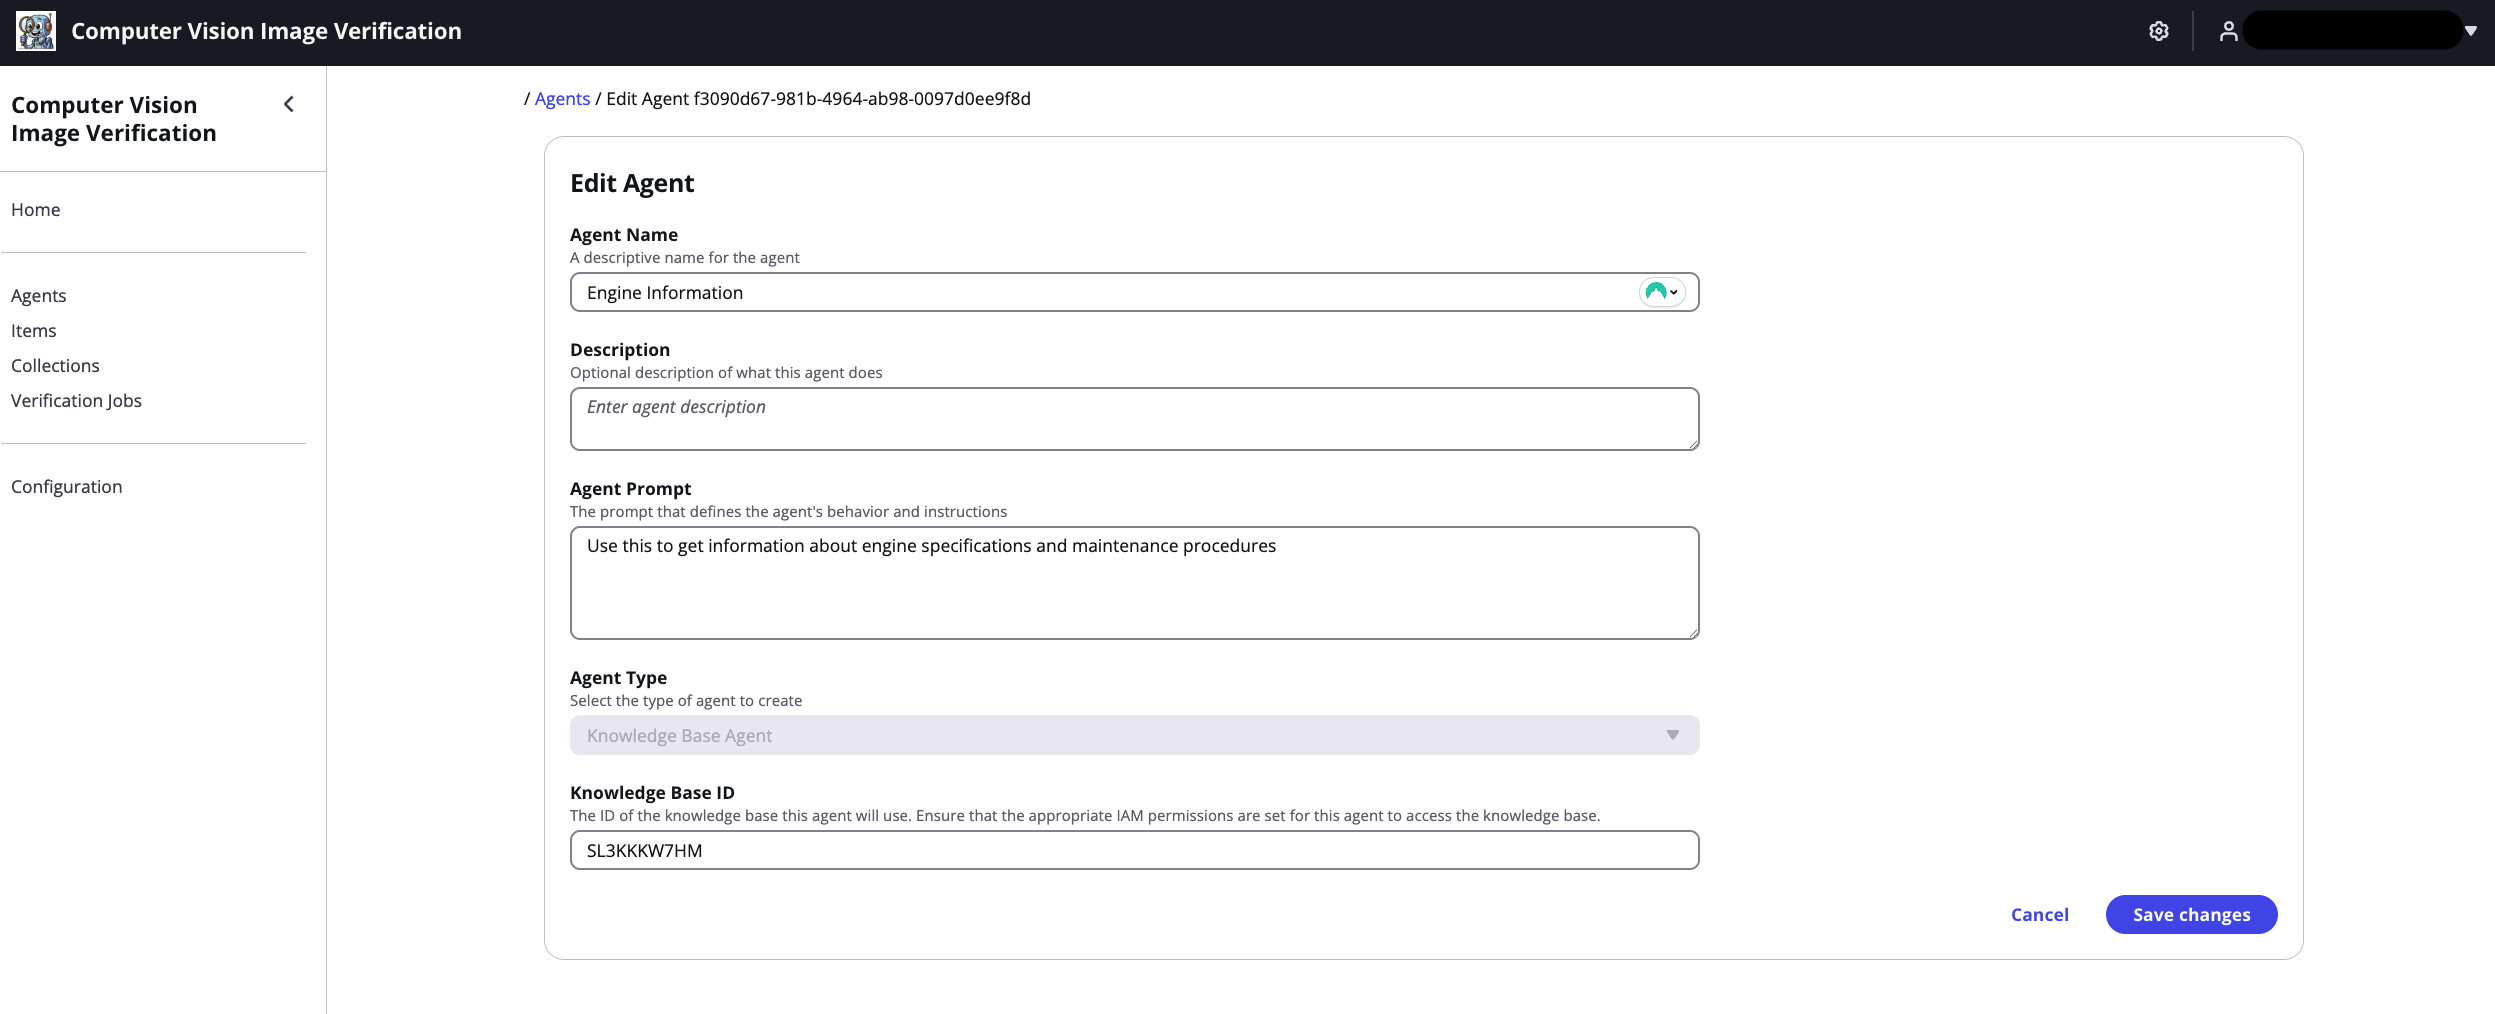 Computer Vision Image Verification
Computer Vision
Image Verification
Home
Agents
Items
Collections
Verification Jobs
Configuration
/ Agents / Edit Agent f3090d67-981b-4964-ab98-0097d0ee9f8d
Edit Agent
Agent Name
A descriptive name for the agent
Engine Information
Description
Optional description of what this agent does
Enter agent description
Agent Prompt
The prompt that defines the agent's behavior and instructions
Use this to get information about engine specifications and maintenance procedures
Agent Type
Select the type of agent to create
Knowledge Base Agent
Knowledge Base ID
The ID of the knowledge base this agent will use. Ensure that the appropriate IAM permissions are set for this agent to access the knowledge base.
SL3KKKW7HM
Cancel
Save changes